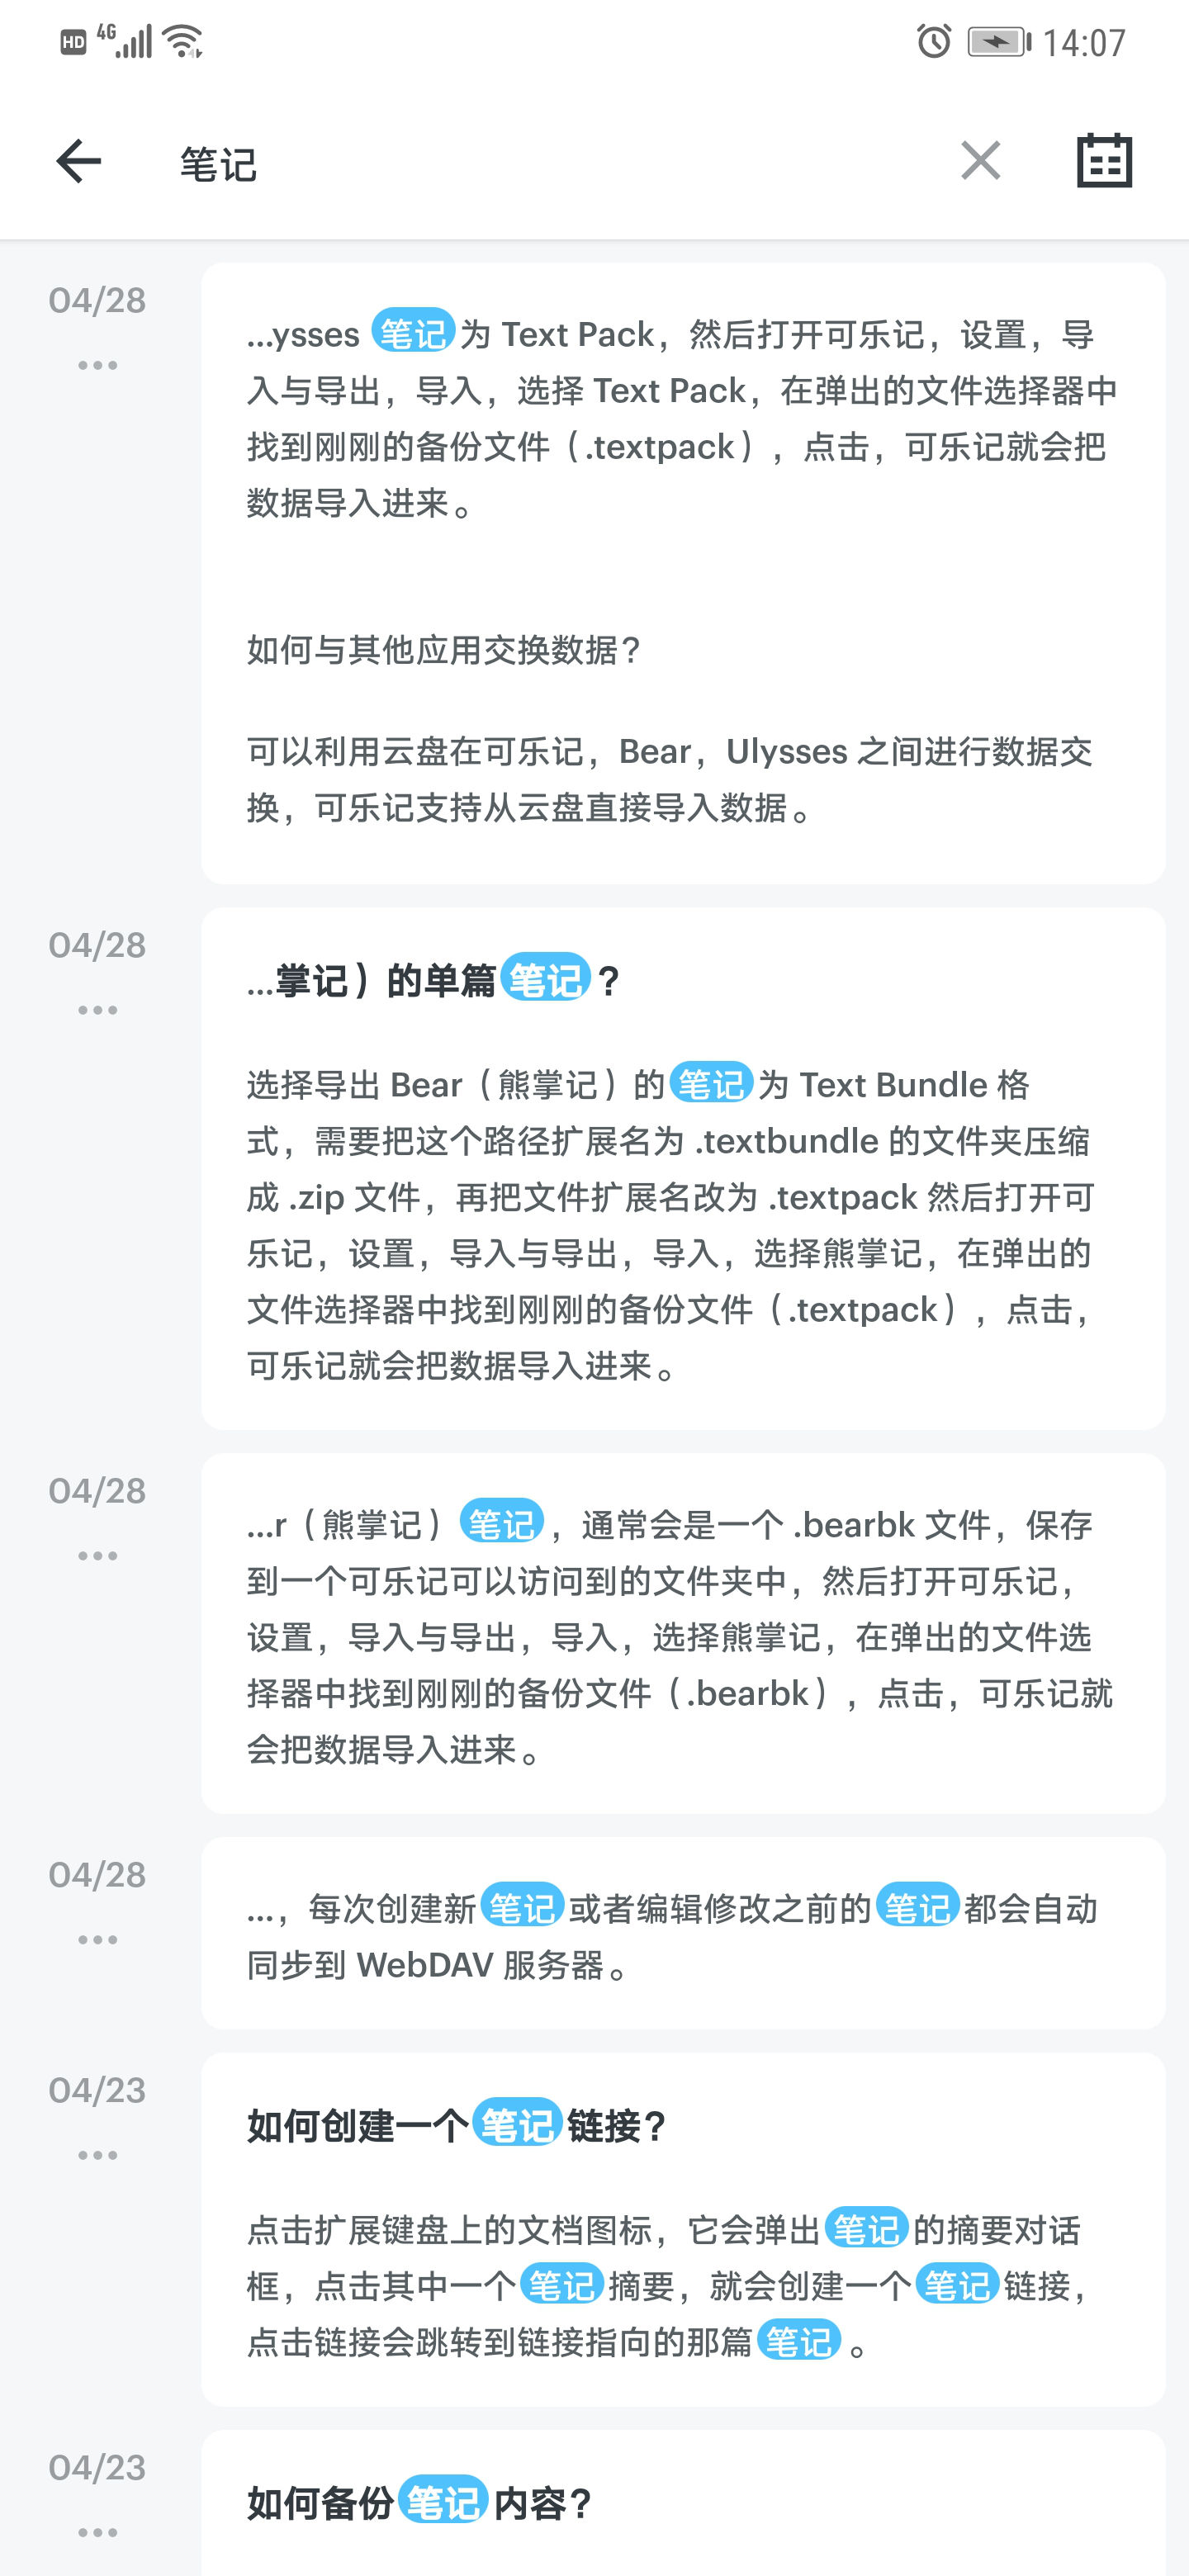 HD 4G 14:07
笔记
04/28
...ysses 笔记为 Text Pack，然后打开可乐记，设置，导
入与导出，导入，选择 Text Pack，在弹出的文件选择器中
找到刚刚的备份文件（.textpack），点击，可乐记就会把
数据导入进来。
如何与其他应用交换数据？
可以利用云盘在可乐记，Bear，Ulysses 之间进行数据交
换，可乐记支持从云盘直接导入数据。
04/28
...掌记）的单篇笔记？
选择导出 Bear（熊掌记）的笔记为 Text Bundle 格
式，需要把这个路径扩展名为 .textbundle 的文件夹压缩
成 .zip 文件，再把文件扩展名改为 .textpack 然后打开可
乐记，设置，导入与导出，导入，选择熊掌记，在弹出的
文件选择器中找到刚刚的备份文件（.textpack），点击，
可乐记就会把数据导入进来。
04/28
...r（熊掌记）笔记，通常会是一个 .bearbk 文件，保存
到一个可乐记可以访问到的文件夹中，然后打开可乐记，
设置，导入与导出，导入，选择熊掌记，在弹出的文件选
择器中找到刚刚的备份文件（.bearbk），点击，可乐记就
会把数据导入进来。
04/28
...，每次创建新笔记或者编辑修改之前的笔记都会自动
同步到 WebDAV 服务器。
04/23
如何创建一个笔记链接？
点击扩展键盘上的文档图标，它会弹出笔记的摘要对话
框，点击其中一个笔记摘要，就会创建一个笔记链接，
点击链接会跳转到链接指向的那篇笔记。
04/23
如何备份笔记内容？